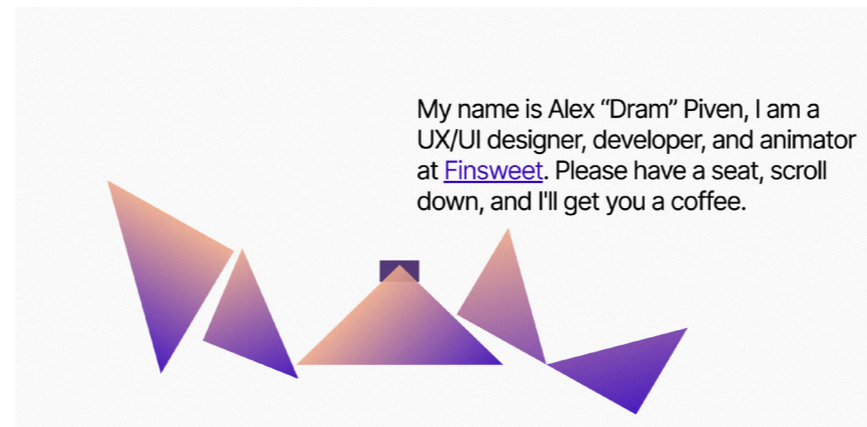 My name is Alex “Dram” Piven, I am a
UX/UI designer, developer, and animator
at Finsweet. Please have a seat, scroll
down, and I'll get you a coffee.